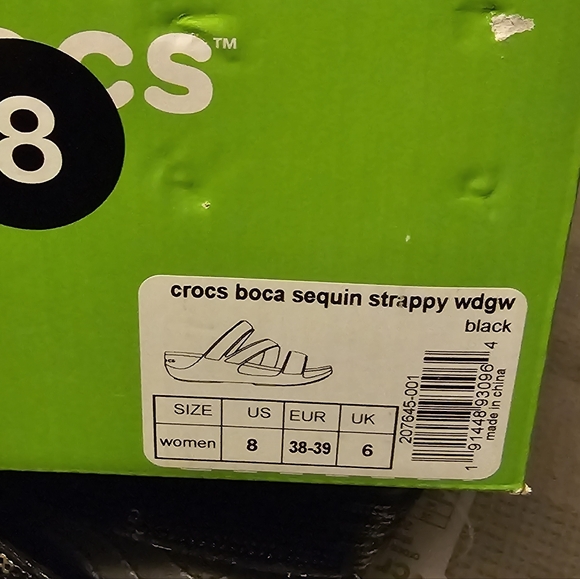 ocs™
8
crocs boca sequin strappy wdgw
black
SIZE US EUR UK
women 8 38-39 6
207645-001
1 91448 93096 4
made in china